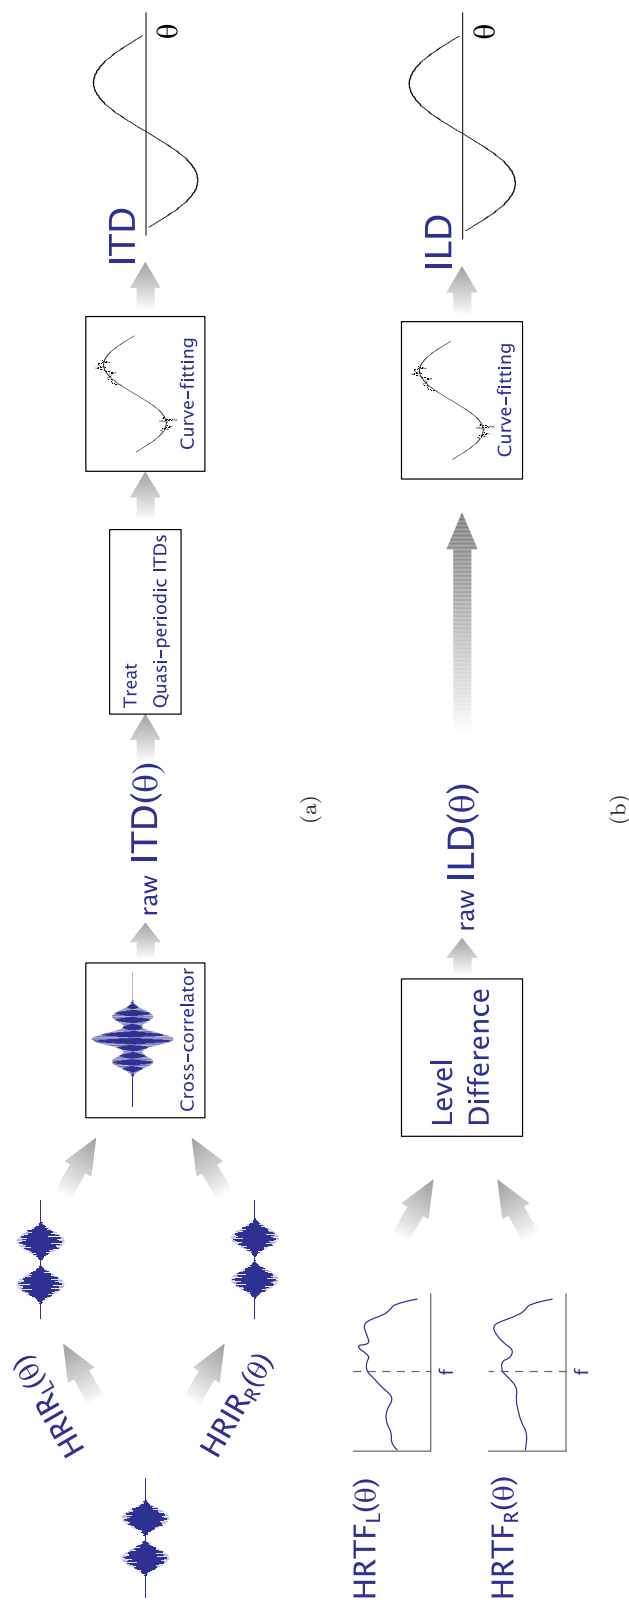 HRIR_L(θ)
HRIR_R(θ)
Cross-correlator
raw ITD(θ)
Treat
Quasi-periodic ITDs
Curve-fitting
ITD
θ
(a)
HRTF_L(θ)
f
HRTF_R(θ)
f
Level
Difference
raw ILD(θ)
Curve-fitting
ILD
θ
(b)